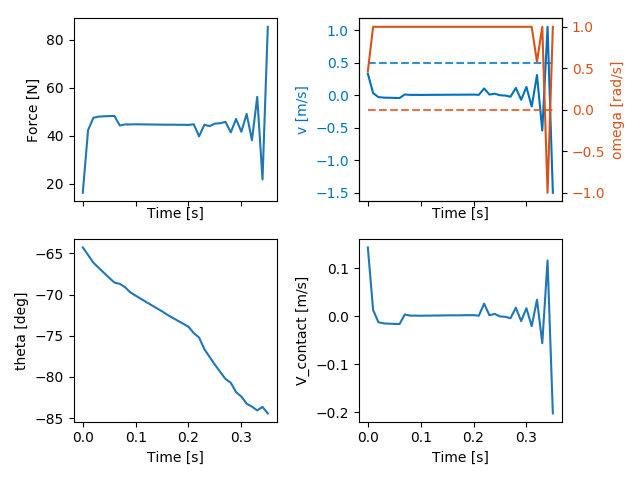 80
60
40
20
Force [N]
Time [s]
1.0
0.5
0.0
−0.5
−1.0
−1.5
v [m/s]
1.0
0.5
0.0
−0.5
−1.0
omega [rad/s]
Time [s]
−65
−70
−75
−80
−85
theta [deg]
0.0 0.1 0.2 0.3
Time [s]
0.1
0.0
−0.1
−0.2
V_contact [m/s]
0.0 0.1 0.2 0.3
Time [s]